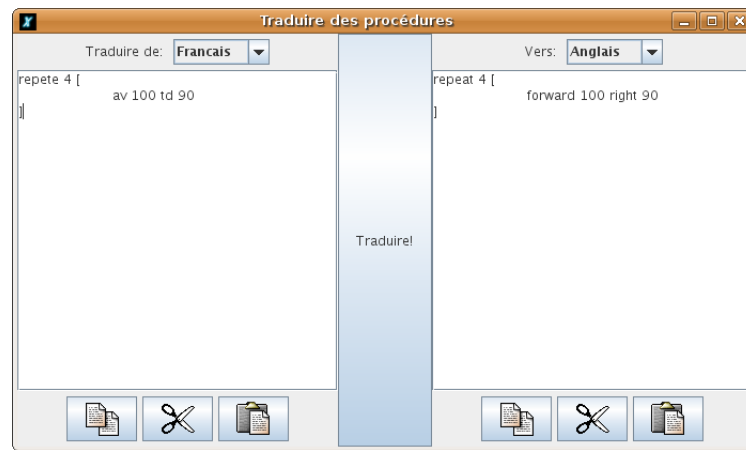 Traduire des procédures
Traduire de: Francais
Vers: Anglais
repete 4 [
av 100 td 90
]
Traduire!
repeat 4 [
forward 100 right 90
]